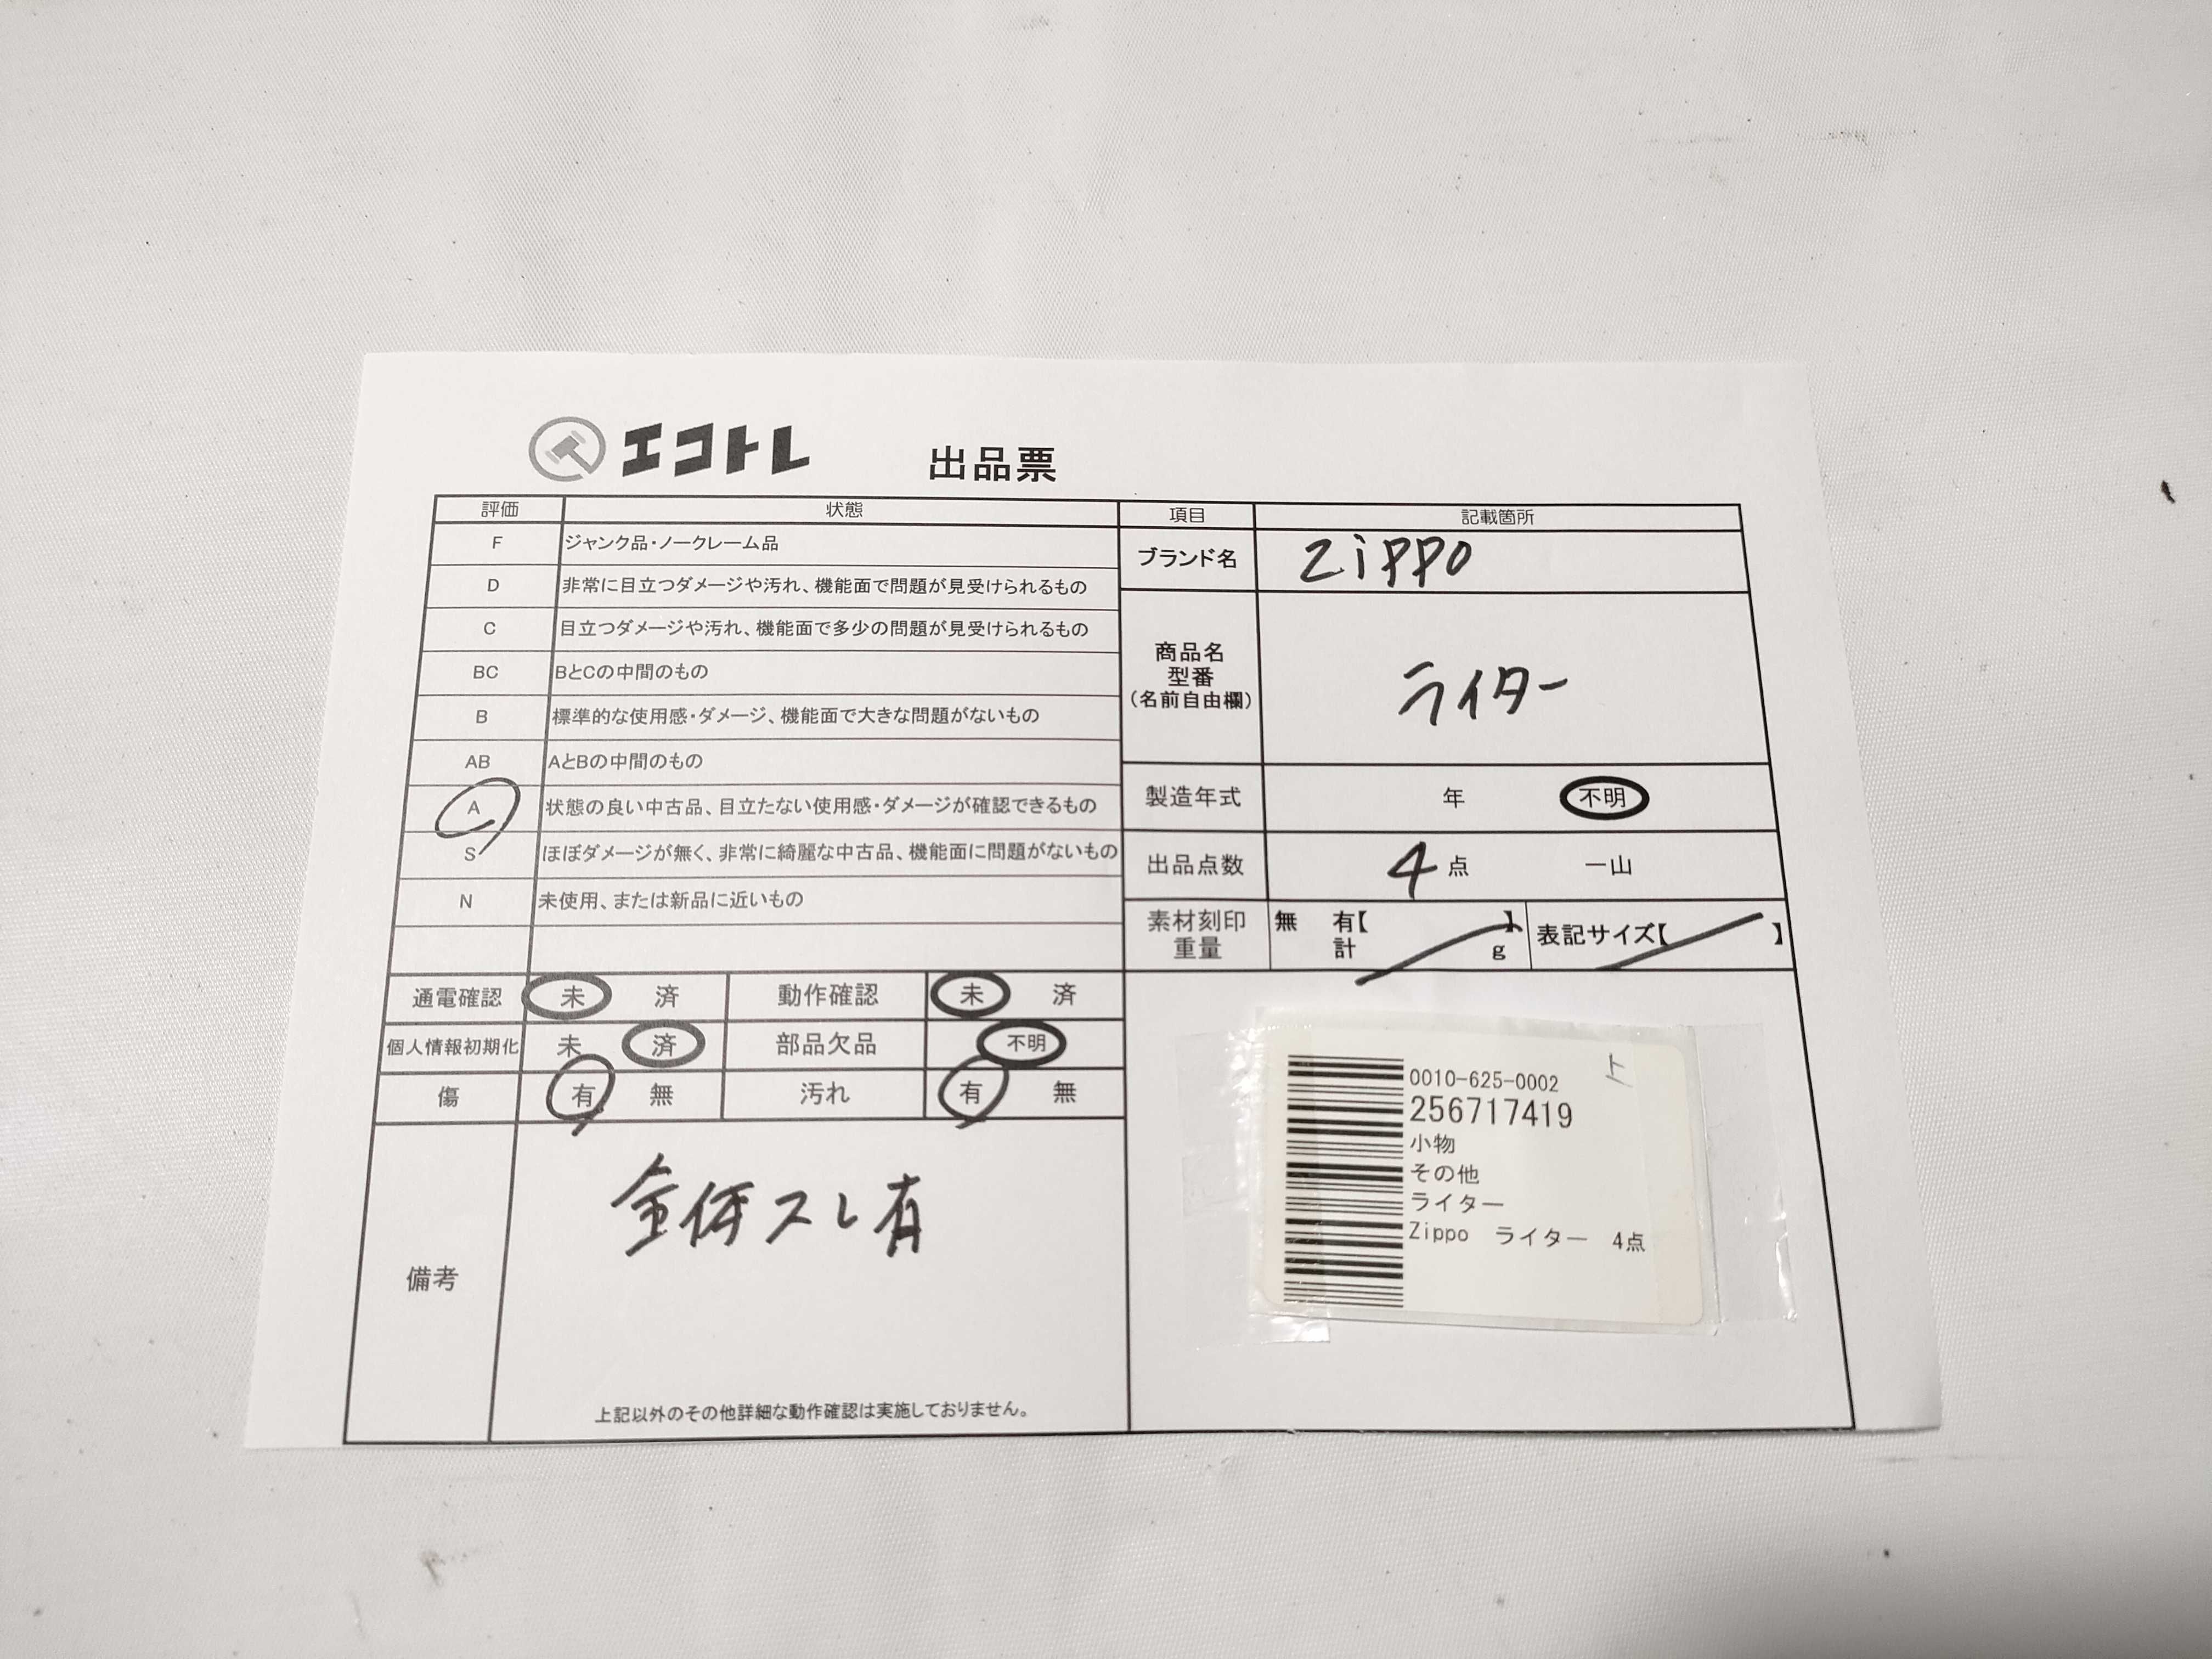 エコトレ 出品票
評価 状態
F ジャンク品・ノークレーム品
D 非常に目立つダメージや汚れ、機能面で問題が見受けられるもの
C 目立つダメージや汚れ、機能面で多少の問題が見受けられるもの
BC BとCの中間のもの
B 標準的な使用感・ダメージ、機能面で大きな問題がないもの
AB AとBの中間のもの
A 状態の良い中古品、目立たない使用感・ダメージが確認できるもの
S ほぼダメージが無く、非常に綺麗な中古品、機能面に問題がないもの
N 未使用、または新品に近いもの
項目 記載箇所
ブランド名 Zippo
商品名
型番
(名前自由欄)
ライター
製造年式 年 不明
出品点数 4 点 一山
素材刻印 無 有【 】
重量 計 g
表記サイズ【 】
通電確認 未 済 動作確認 未 済
個人情報初期化 未 済 部品欠品 不明
傷 有 無 汚れ 有 無
備考
全体スレ有
上記以外のその他詳細な動作確認は実施しておりません。
0010-625-0002
256717419
小物
その他
ライター
Zippo ライター 4点